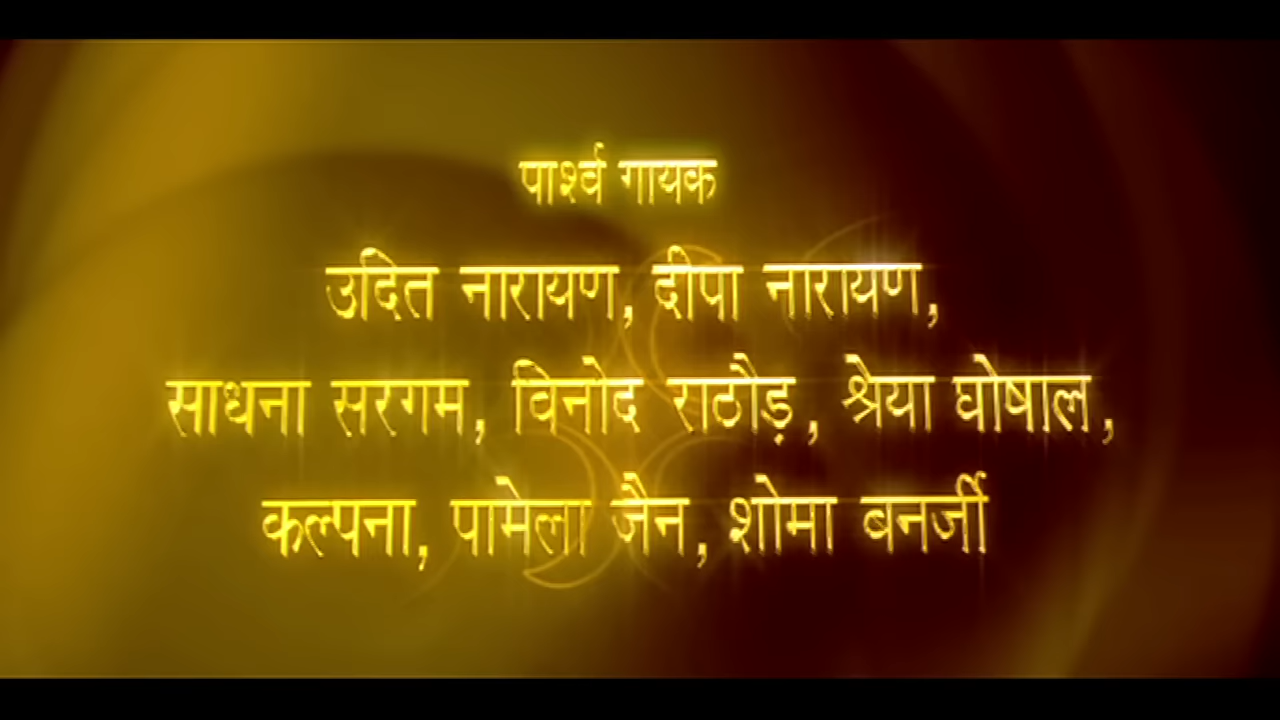 पार्श्व गायक
उदित नारायण, दीपा नारायण,
साधना सरगम, विनोद राठौड़, श्रेया घोषाल,
कल्पना, पामेला जैन, शोमा बनर्जी